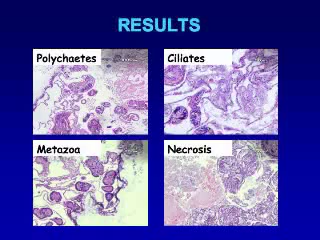 RESULTS
Polychaetes
Ciliates
Metazoa
Necrosis